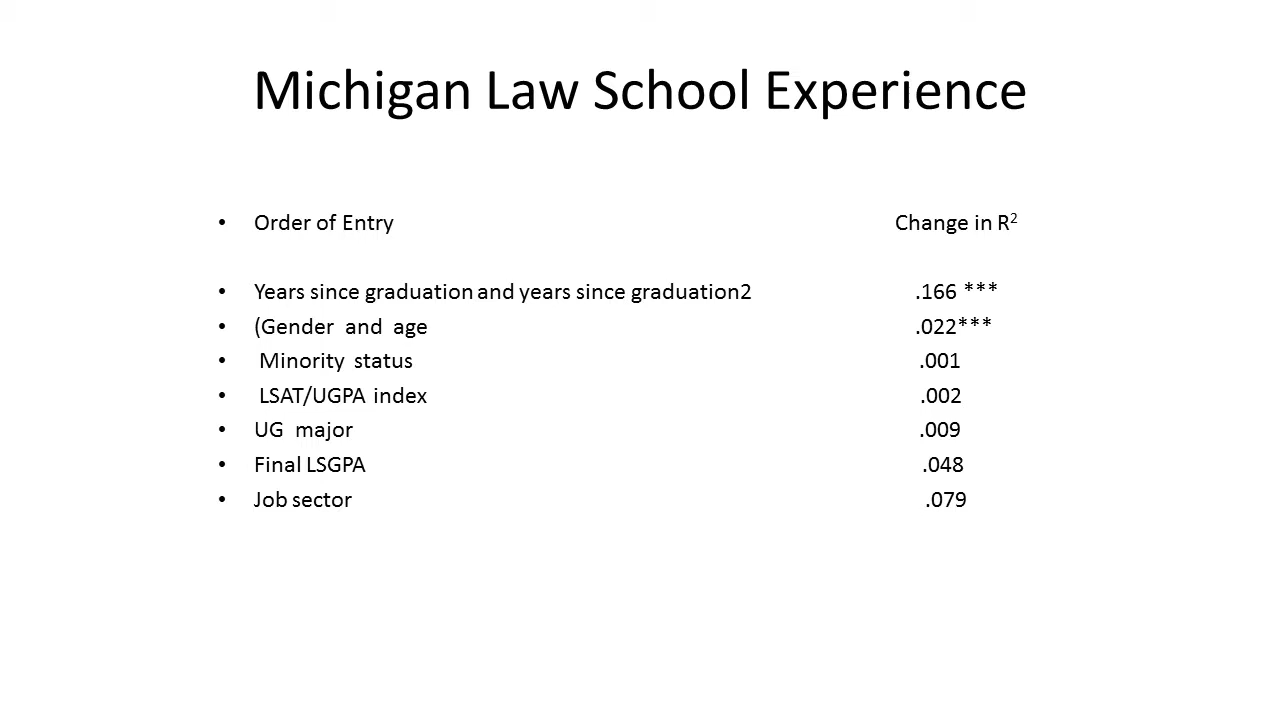 Michigan Law School Experience
• Order of Entry Change in R²
• Years since graduation and years since graduation2 .166 ***
• (Gender and age .022***
• Minority status .001
• LSAT/UGPA index .002
• UG major .009
• Final LSGPA .048
• Job sector .079